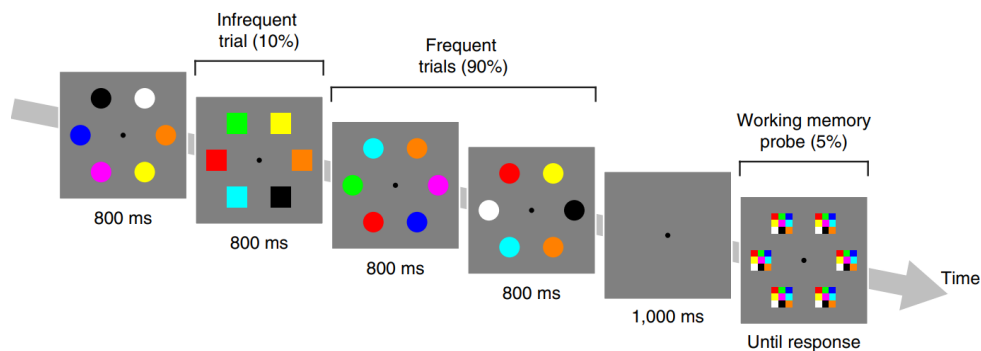 Infrequent
trial (10%)
Frequent
trials (90%)
Working memory
probe (5%)
800 ms
800 ms
800 ms
800 ms
1,000 ms
Until response
Time